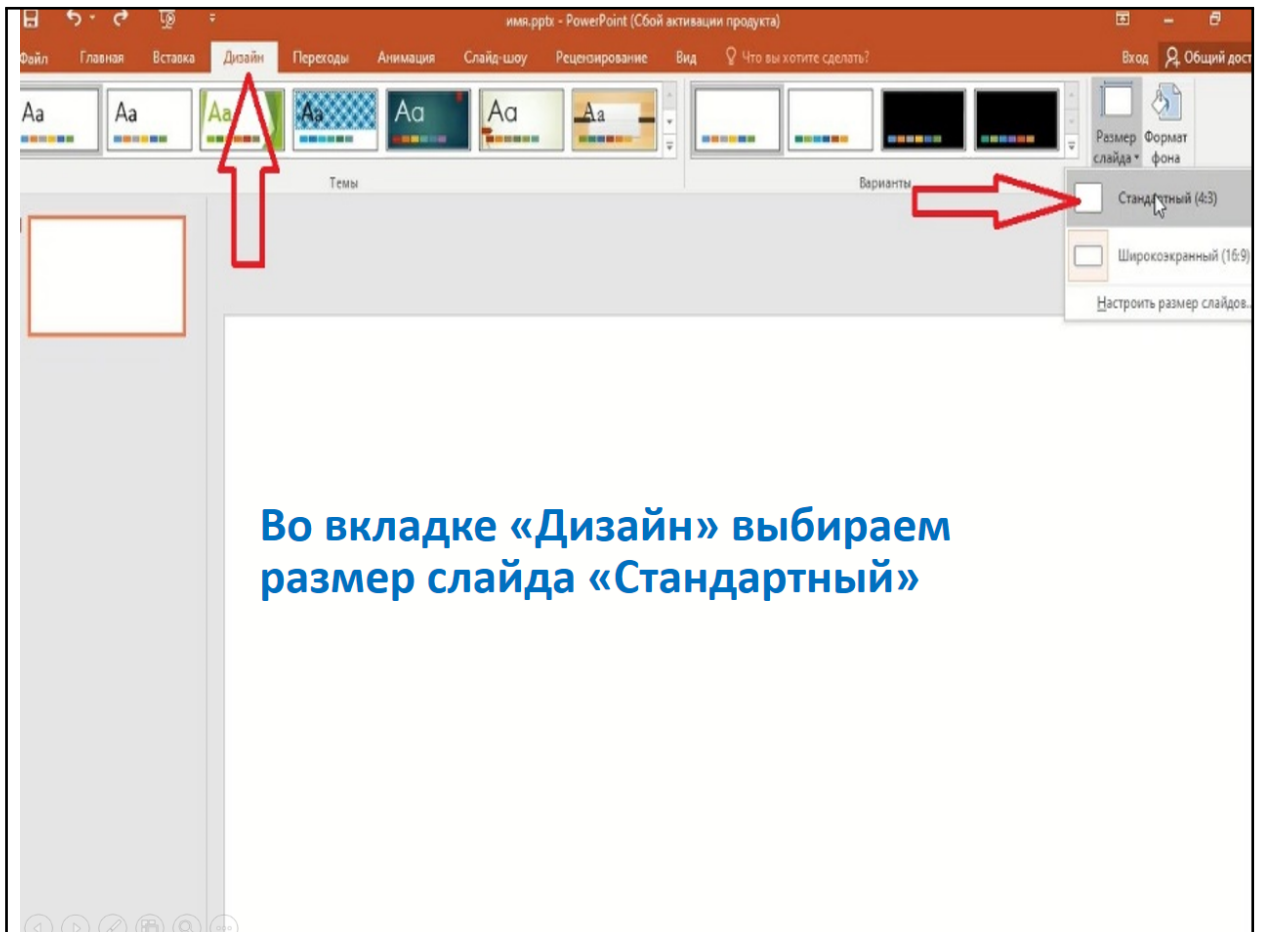 имя.pptx - PowerPoint (Сбой активации продукта)
Файл Главная Вставка Дизайн Переходы Анимация Слайд-шоу Рецензирование Вид Что вы хотите сделать? Вход Общий дост
Aa Aa Aa Aa Aa Aa Aa
Размер слайда Формат фона
Темы Варианты
Стандартный (4:3)
Широкоэкранный (16:9)
Настроить размер слайдов...
Во вкладке «Дизайн» выбираем
размер слайда «Стандартный»